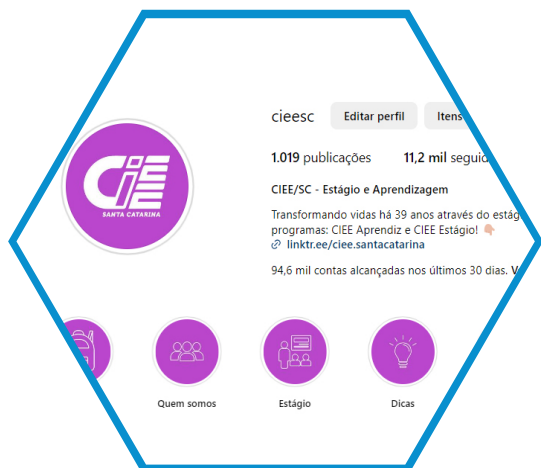 cieesc Editar perfil Itens
1.019 publicações 11,2 mil seguid
CIEE
SANTA CATARINA
CIEE/SC - Estágio e Aprendizagem
Transformando vidas há 39 anos através do estág
programas: CIEE Aprendiz e CIEE Estágio!
linktr.ee/ciee.santacatarina
94,6 mil contas alcançadas nos últimos 30 dias. V
Quem somos Estágio Dicas